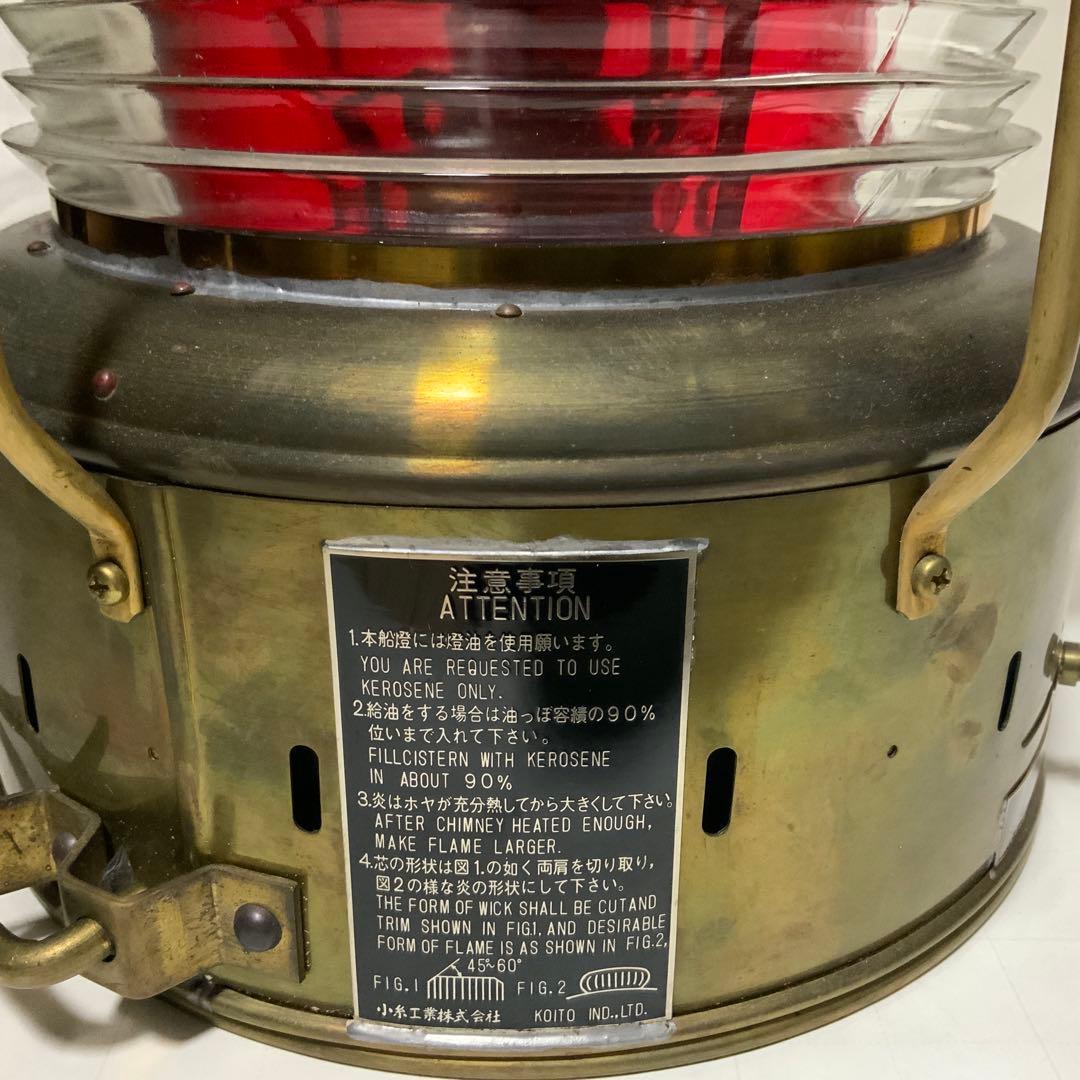 注意事項
ATTENTION
1.本船燈には燈油を使用願います。
YOU ARE REQUESTED TO USE
KEROSENE ONLY.
2.給油をする場合は油っぽ容績の90%
位いまで入れて下さい。
FILLCISTERN WITH KEROSENE
IN ABOUT 90%
3.炎はホヤが充分熱してから大きくして下さい。
AFTER CHIMNEY HEATED ENOUGH,
MAKE FLAME LARGER.
4.芯の形状は図1.の如く両肩を切り取り,
図2の様な炎の形状にして下さい。
THE FORM OF WICK SHALL BE CUTAND
TRIM SHOWN IN FIG1, AND DESIRABLE
FORM OF FLAME IS AS SHOWN IN FIG.2,
45°~60°
FIG.1 FIG.2
小糸工業株式会社 KOITO IND.,LTD.